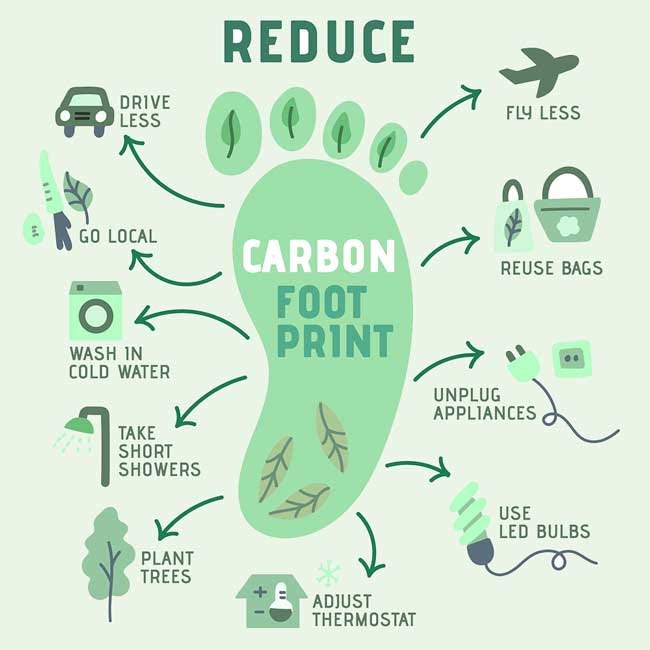 REDUCE
CARBON
FOOT
PRINT
DRIVE
LESS
GO LOCAL
WASH IN
COLD WATER
TAKE
SHORT
SHOWERS
PLANT
TREES
ADJUST
THERMOSTAT
FLY LESS
REUSE BAGS
UNPLUG
APPLIANCES
USE
LED BULBS